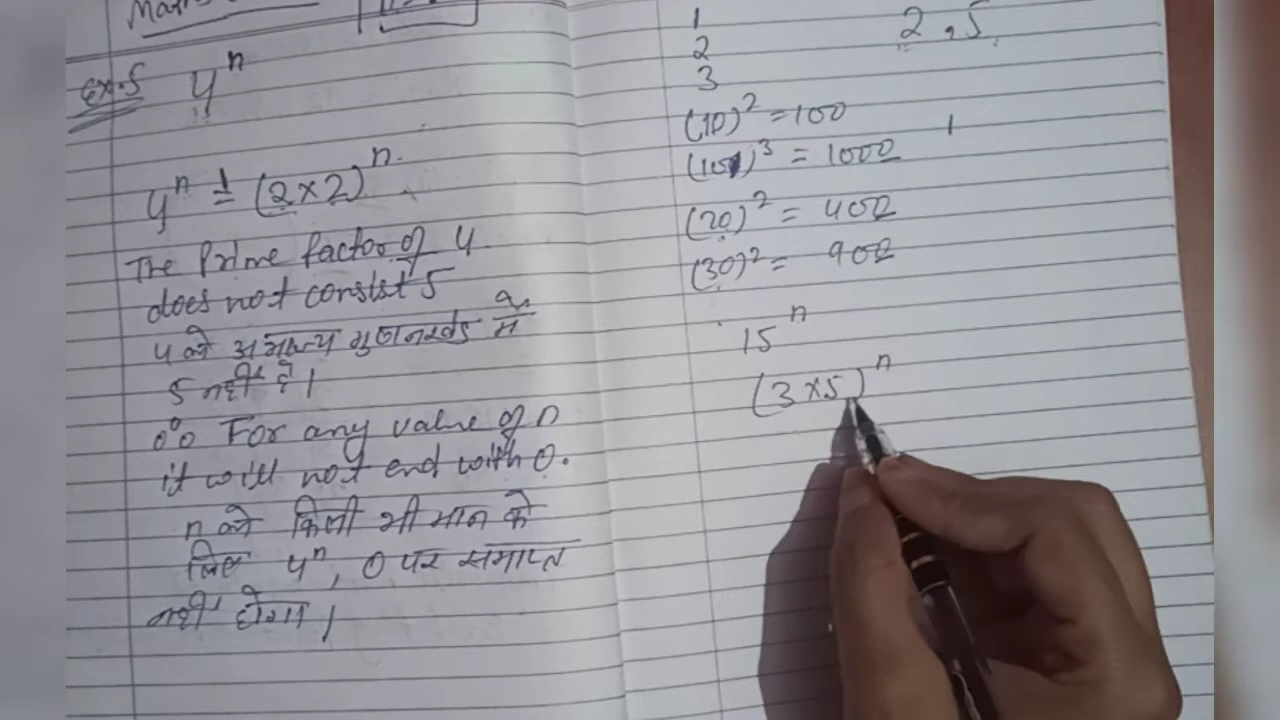 Maths
Ex.5 4ⁿ
4ⁿ = (2×2)ⁿ
The Prime factor of 4
does not consist 5
4 के अभाज्य गुणनखंड में
5 नहीं है।
∴ For any value of n
it will not end with 0.
n के किसी भी मान के
लिए 4ⁿ, 0 पर समाप्त
नहीं होगा।
1
2
3
2, 5
(10)² = 100
1
(10)³ = 1000
(20)² = 400
(30)² = 900
15ⁿ
(3×5)ⁿ